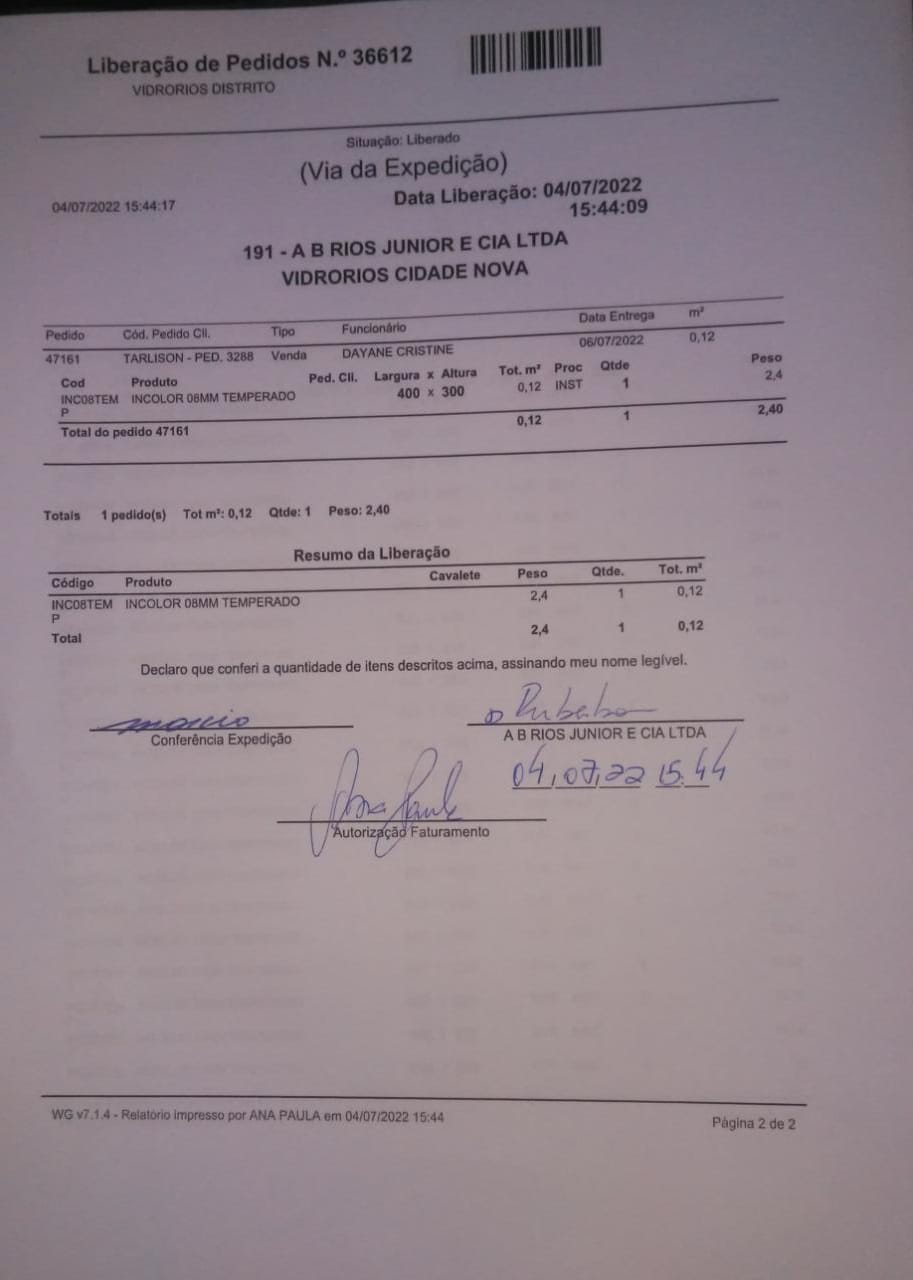 Liberação de Pedidos N.º 36612
VIDRORIOS DISTRITO
Situação: Liberado
(Via da Expedição)
04/07/2022 15:44:17
Data Liberação: 04/07/2022
15:44:09
191 - A B RIOS JUNIOR E CIA LTDA
VIDRORIOS CIDADE NOVA
Pedido Cód. Pedido Cli. Tipo Funcionário Data Entrega m²
47161 TARLISON - PED. 3288 Venda DAYANE CRISTINE 06/07/2022 0,12
Cod Produto Ped. Cli. Largura x Altura Tot. m² Proc Qtde Peso
INC08TEM INCOLOR 08MM TEMPERADO 400 x 300 0,12 INST 1 2,4
P
Total do pedido 47161 0,12 1 2,40
Totais 1 pedido(s) Tot m²: 0,12 Qtde: 1 Peso: 2,40
Resumo da Liberação
Código Produto Cavalete Peso Qtde. Tot. m²
INC08TEM INCOLOR 08MM TEMPERADO 2,4 1 0,12
P
Total 2,4 1 0,12
Declaro que conferi a quantidade de itens descritos acima, assinando meu nome legível.
marcio
Conferência Expedição
A B RIOS JUNIOR E CIA LTDA
04,07,22 15:44
Ana Paula
Autorização Faturamento
WG v7.1.4 - Relatório impresso por ANA PAULA em 04/07/2022 15:44
Página 2 de 2